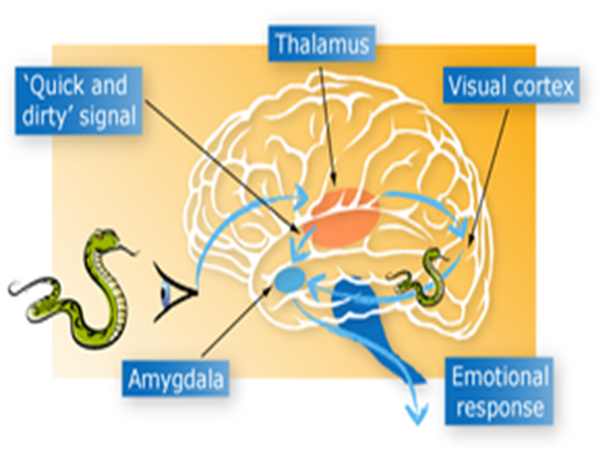 Thalamus
‘Quick and
dirty’ signal
Visual cortex
Amygdala
Emotional
response